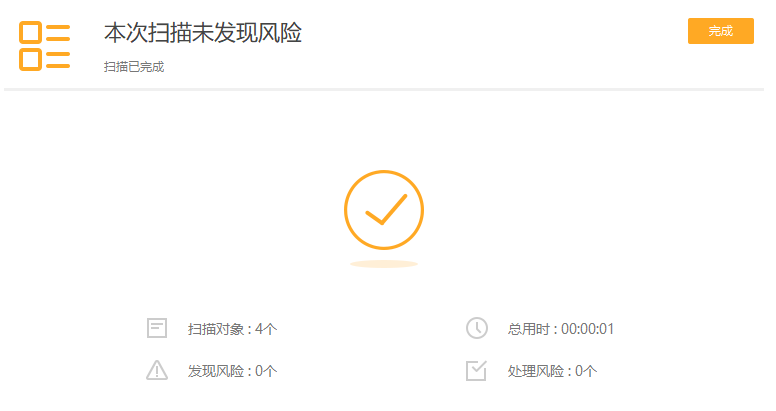 本次扫描未发现风险
完成
扫描已完成
扫描对象 : 4个
总用时 : 00:00:01
发现风险 : 0个
处理风险 : 0个